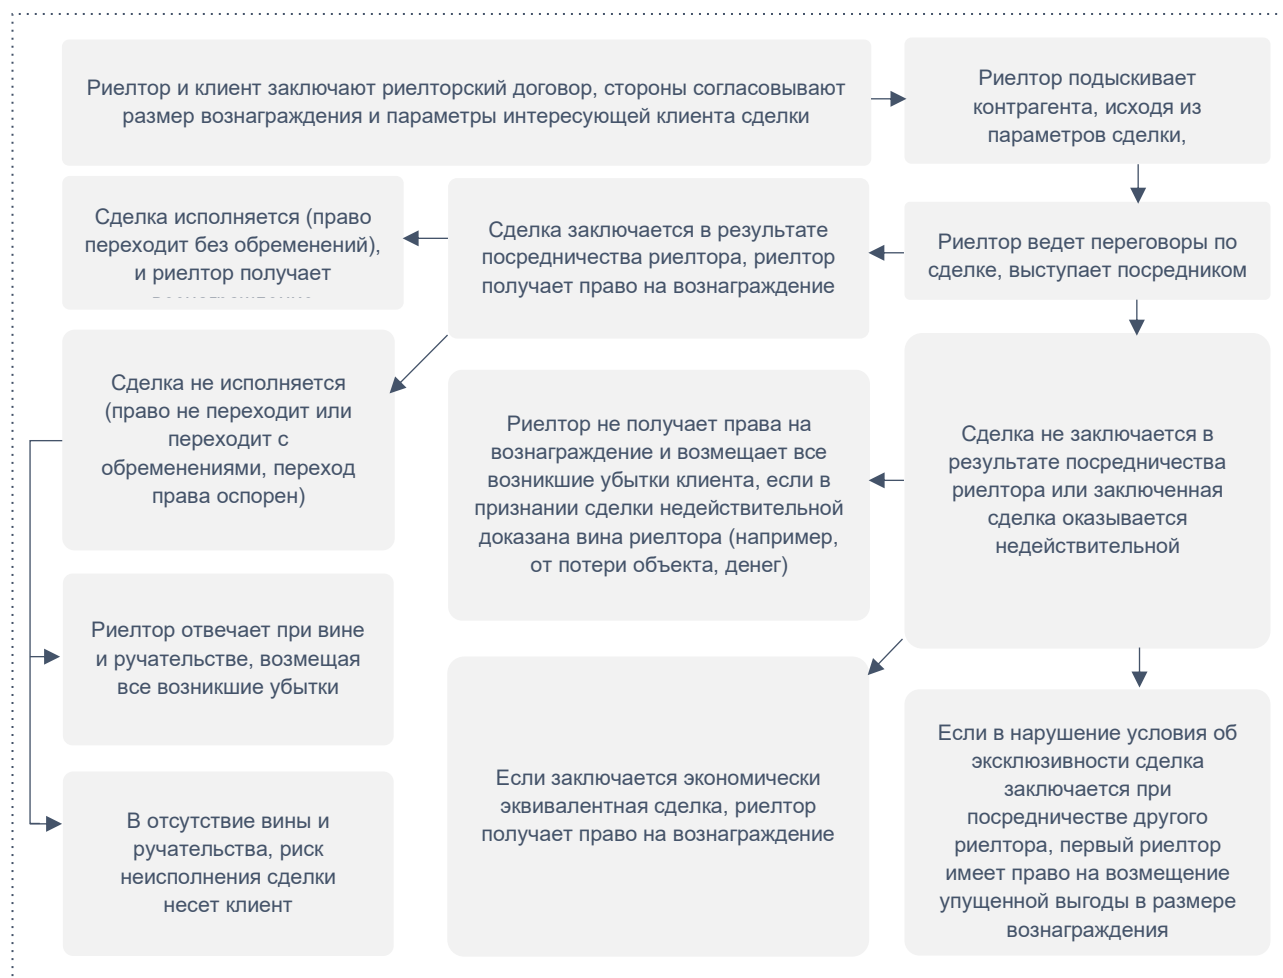 Риелтор и клиент заключают риелторский договор, стороны согласовывают
размер вознаграждения и параметры интересующей клиента сделки
Риелтор подыскивает
контрагента, исходя из
параметров сделки,
Сделка исполняется (право
переходит без обременений),
и риелтор получает
Сделка заключается в результате
посредничества риелтора, риелтор
получает право на вознаграждение
Риелтор ведет переговоры по
сделке, выступает посредником
Сделка не исполняется
(право не переходит или
переходит с
обременениями, переход
права оспорен)
Риелтор не получает права на
вознаграждение и возмещает все
возникшие убытки клиента, если в
признании сделки недействительной
доказана вина риелтора (например,
от потери объекта, денег)
Сделка не заключается в
результате посредничества
риелтора или заключенная
сделка оказывается
недействительной
Риелтор отвечает при вине
и ручательстве, возмещая
все возникшие убытки
Если заключается экономически
эквивалентная сделка, риелтор
получает право на вознаграждение
Если в нарушение условия об
эксклюзивности сделка
заключается при
посредничестве другого
риелтора, первый риелтор
имеет право на возмещение
упущенной выгоды в размере
вознаграждения
В отсутствие вины и
ручательства, риск
неисполнения сделки
несет клиент